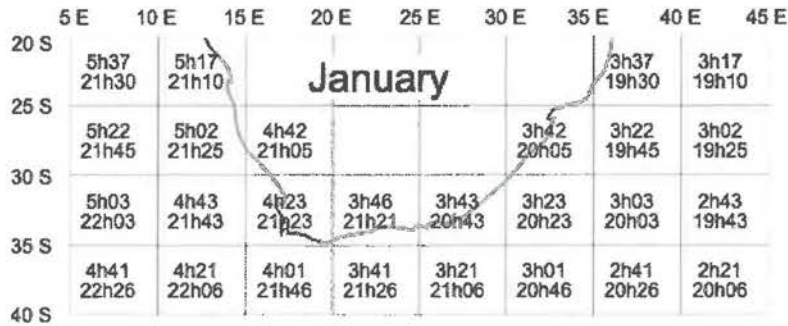 5 E 10 E 15 E 20 E 25 E 30 E 35 E 40 E 45 E
20 S
5h37 5h17 3h37 3h17
21h30 21h10 January 19h30 19h10
25 S
5h22 5h02 4h42 3h42 3h22 3h02
21h45 21h25 21h05 20h05 19h45 19h25
30 S
5h03 4h43 4h23 3h46 3h43 3h23 3h03 2h43
22h03 21h43 21h23 21h21 20h43 20h23 20h03 19h43
35 S
4h41 4h21 4h01 3h41 3h21 3h01 2h41 2h21
22h26 22h06 21h46 21h26 21h06 20h46 20h26 20h06
40 S